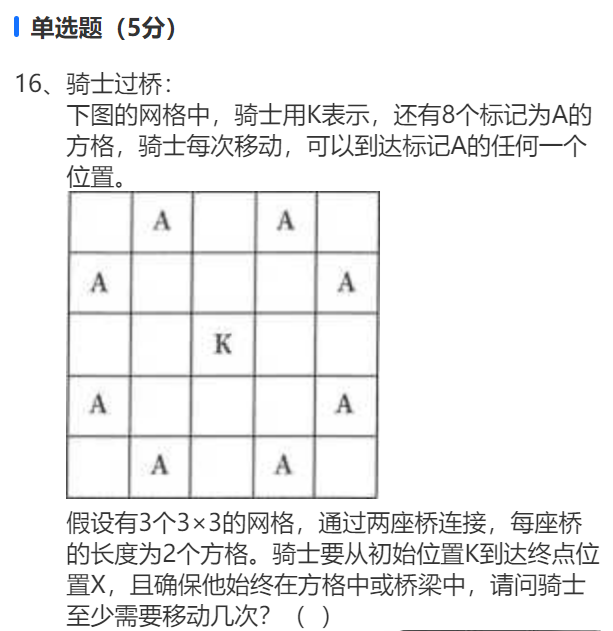 单选题（5分）
16、骑士过桥：
下图的网格中，骑士用K表示，还有8个标记为A的
方格，骑士每次移动，可以到达标记A的任何一个
位置。
A A
A A
K
A A
A A
假设有3个3×3的网格，通过两座桥连接，每座桥
的长度为2个方格。骑士要从初始位置K到达终点位
置X，且确保他始终在方格中或桥梁中，请问骑士
至少需要移动几次？（ ）